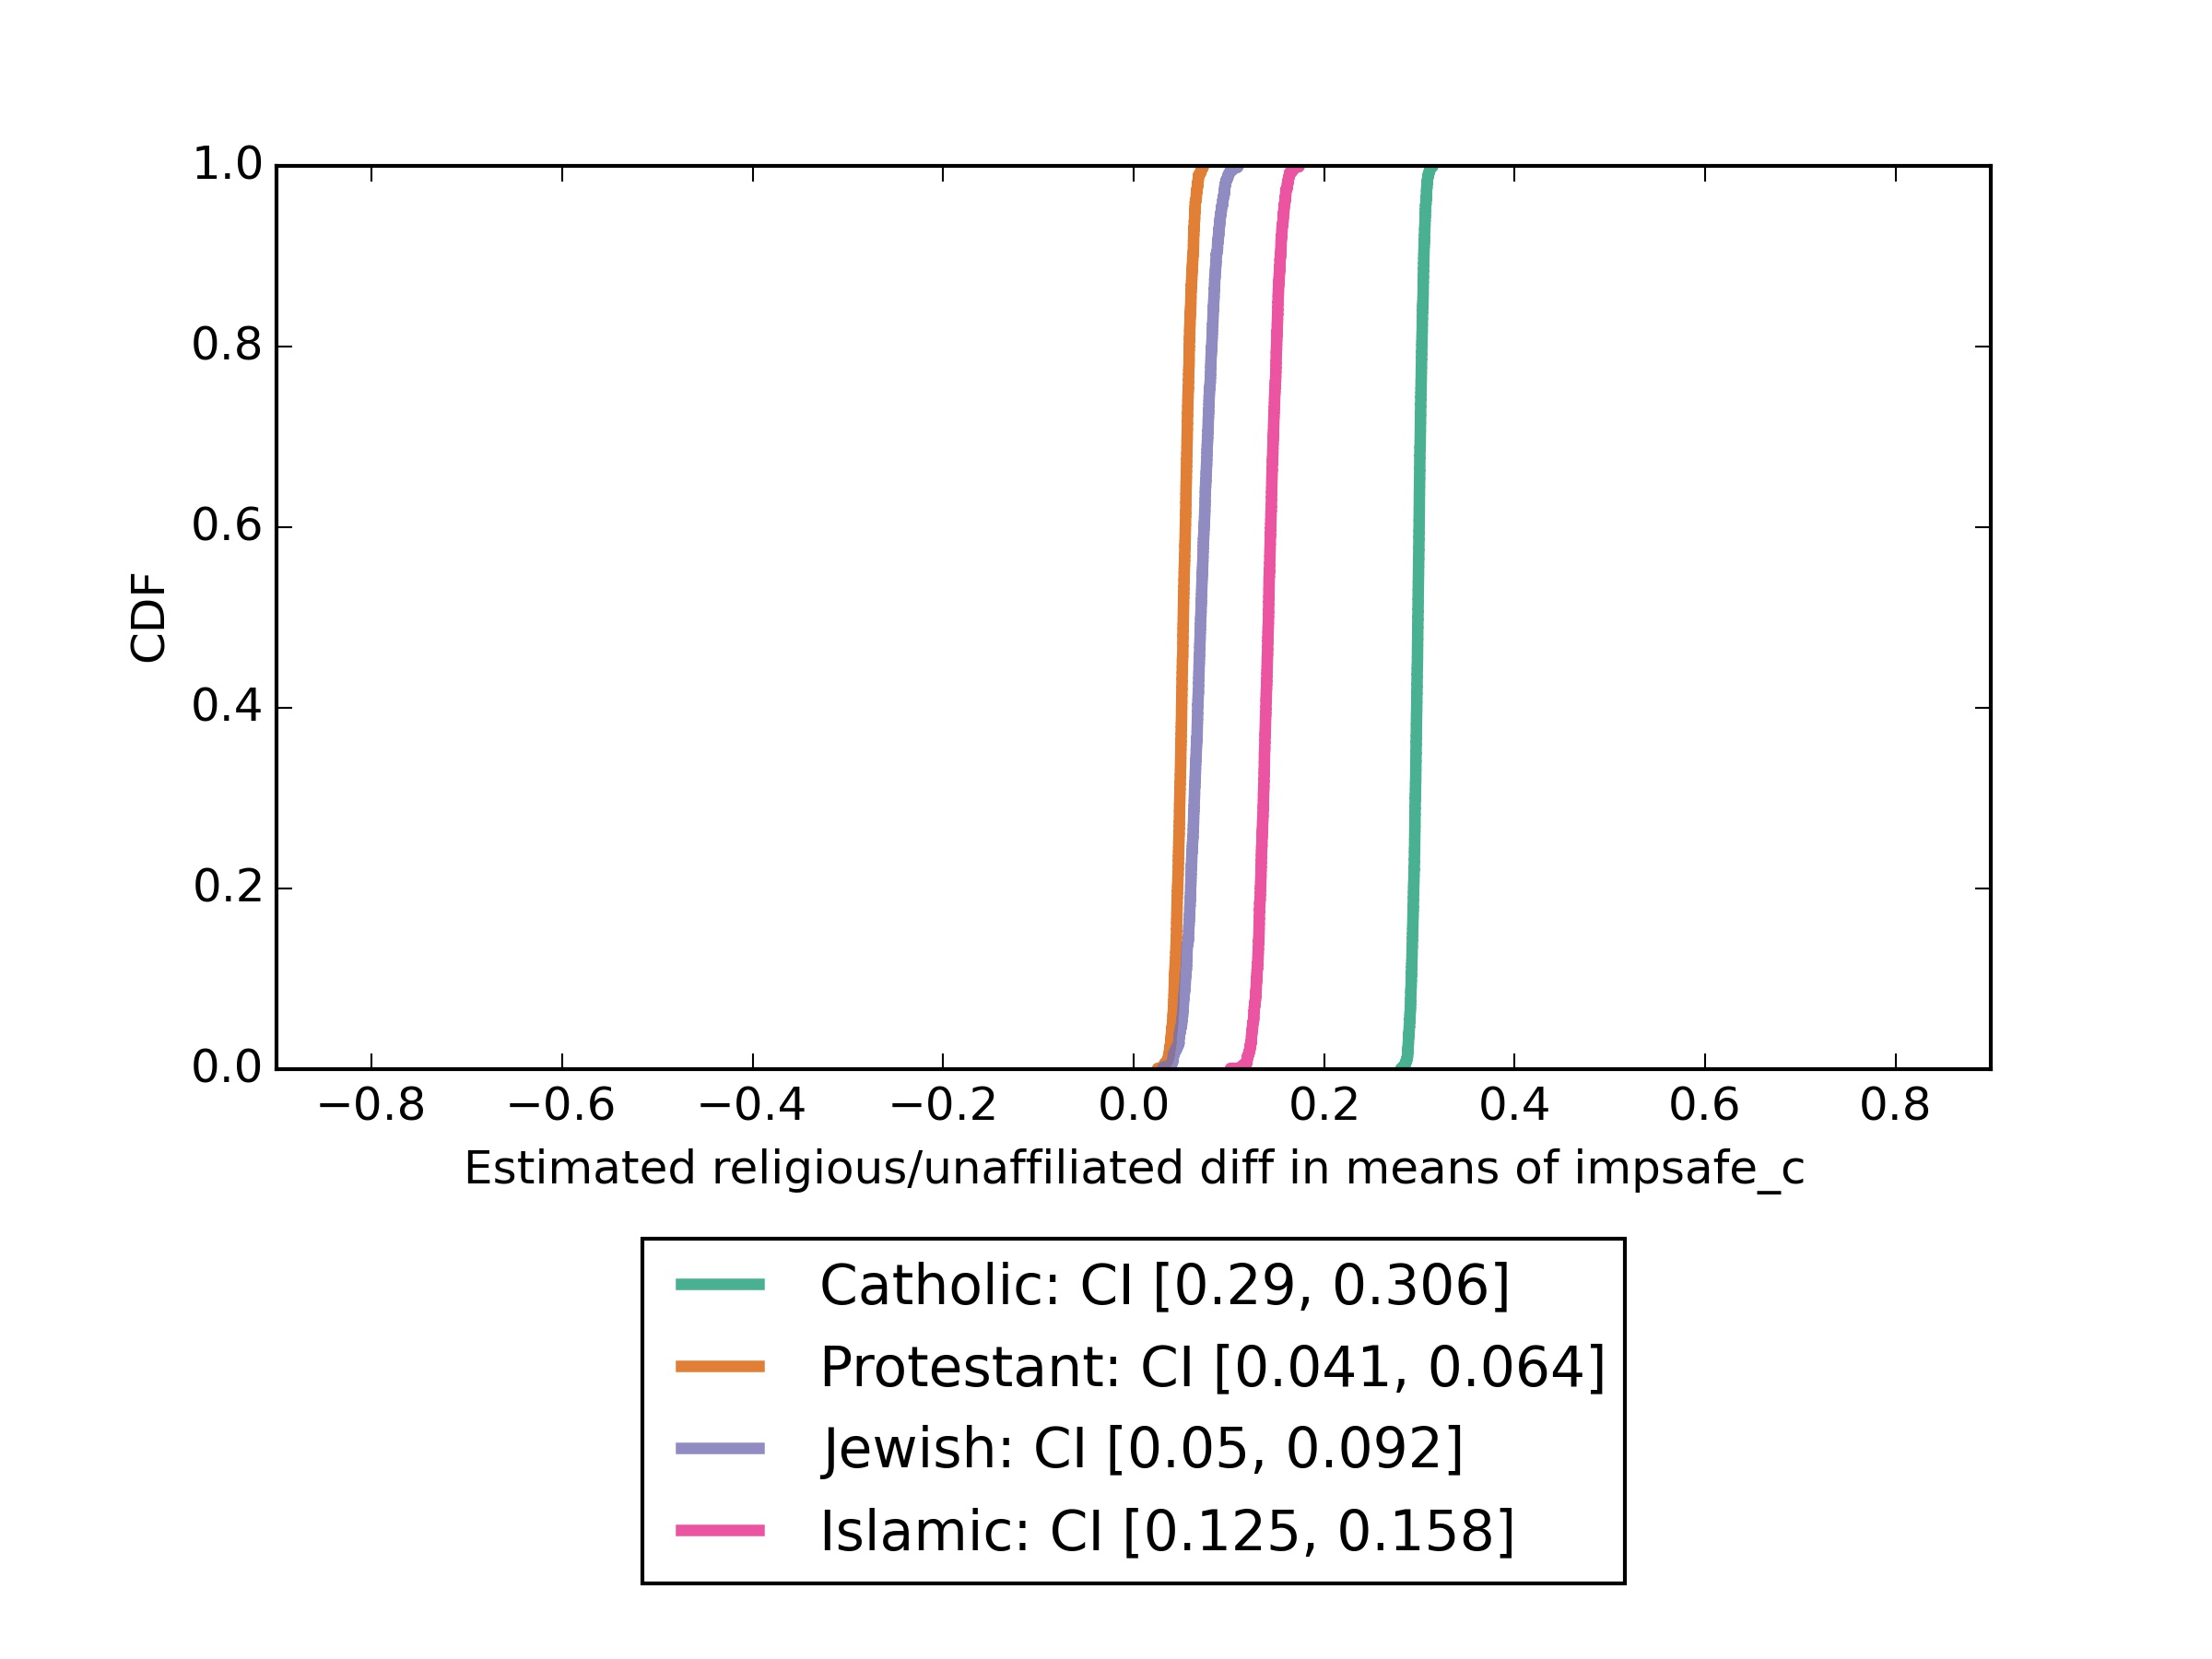 1.0
0.8
0.6
0.4
0.2
0.0
CDF
−0.8 −0.6 −0.4 −0.2 0.0 0.2 0.4 0.6 0.8
Estimated religious/unaffiliated diff in means of impsafe_c
Catholic: CI [0.29, 0.306]
Protestant: CI [0.041, 0.064]
Jewish: CI [0.05, 0.092]
Islamic: CI [0.125, 0.158]